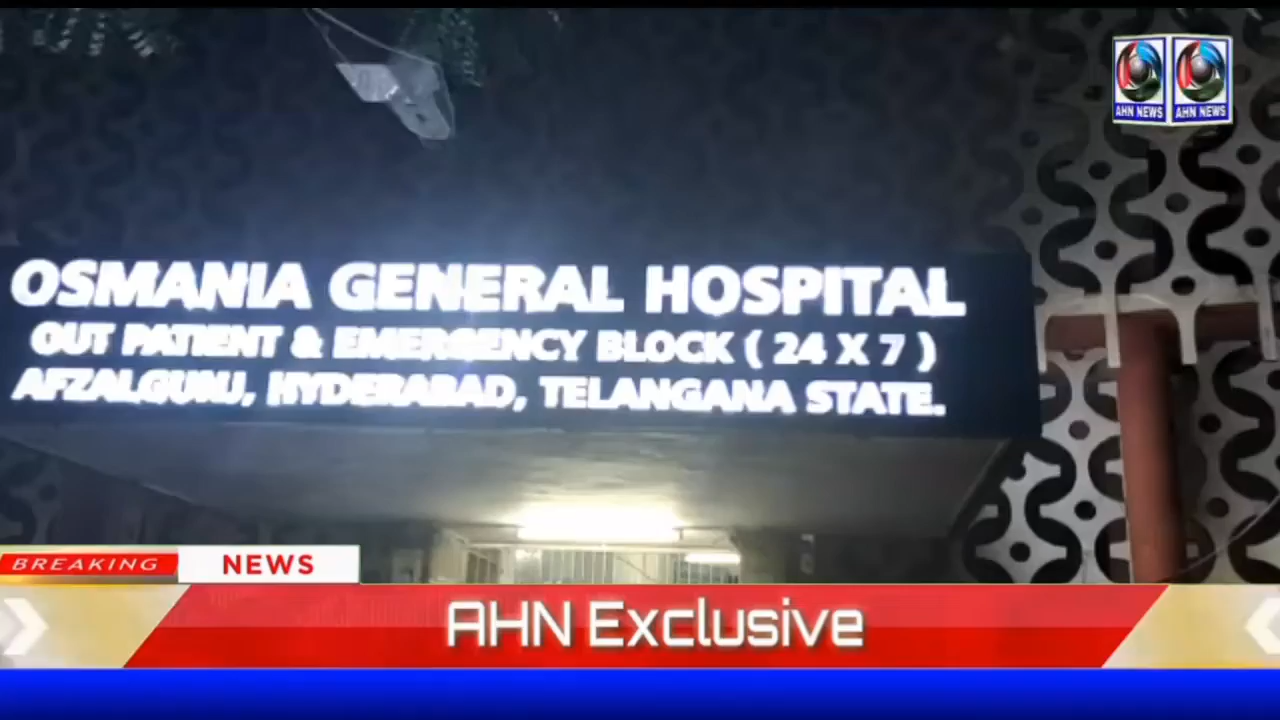 AHN NEWS AHN NEWS
OSMANIA GENERAL HOSPITAL
OUT PATIENT & EMERGENCY BLOCK ( 24 X 7 )
AFZALGUNJ, HYDERABAD, TELANGANA STATE.
BREAKING NEWS
AHN Exclusive